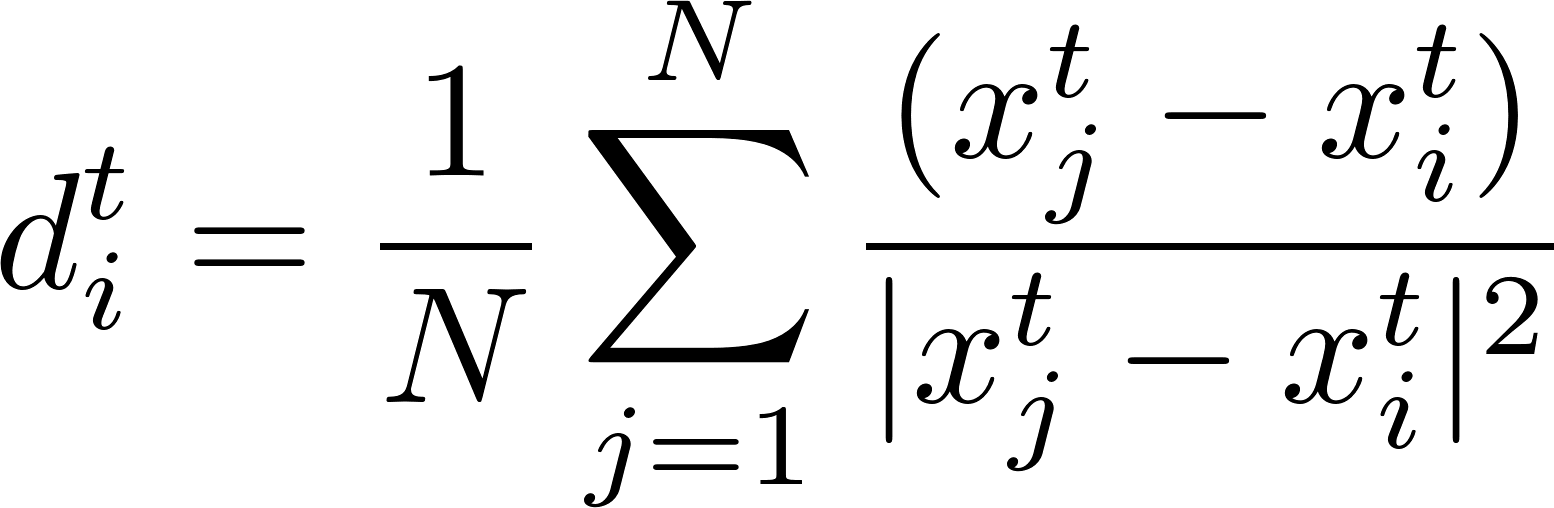 d_i^t = \frac{1}{N} \sum_{j=1}^{N} \frac{(x_j^t - x_i^t)}{|x_j^t - x_i^t|^2}